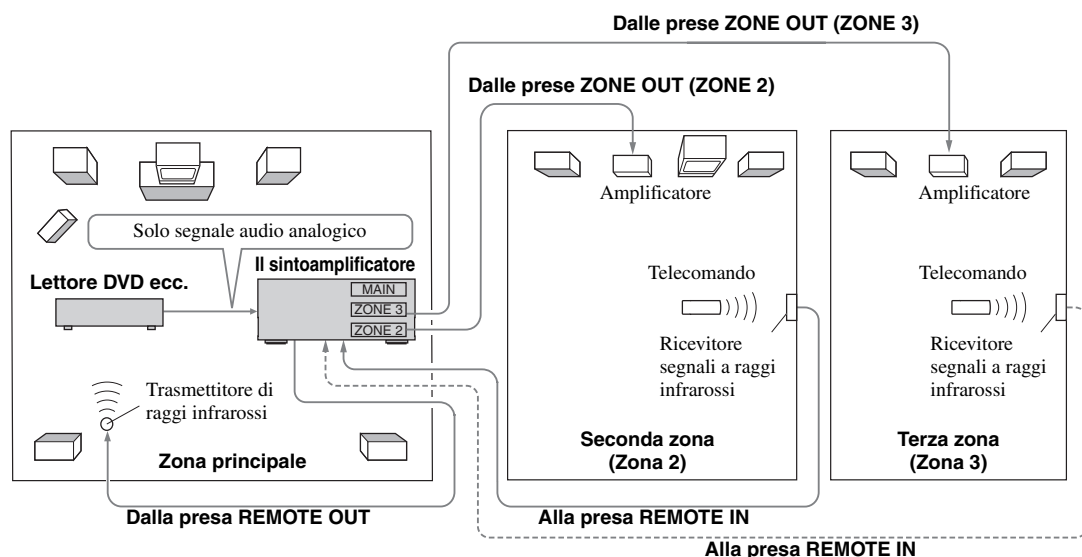 Dalle prese ZONE OUT (ZONE 3)
Dalle prese ZONE OUT (ZONE 2)
Amplificatore
Amplificatore
Solo segnale audio analogico
Il sintoamplificatore
Lettore DVD ecc.
MAIN
ZONE 3
ZONE 2
Telecomando
Telecomando
Ricevitore
segnali a raggi
infrarossi
Ricevitore
segnali a raggi
infrarossi
Trasmettitore di
raggi infrarossi
Zona principale
Seconda zona
(Zona 2)
Terza zona
(Zona 3)
Dalla presa REMOTE OUT
Alla presa REMOTE IN
Alla presa REMOTE IN